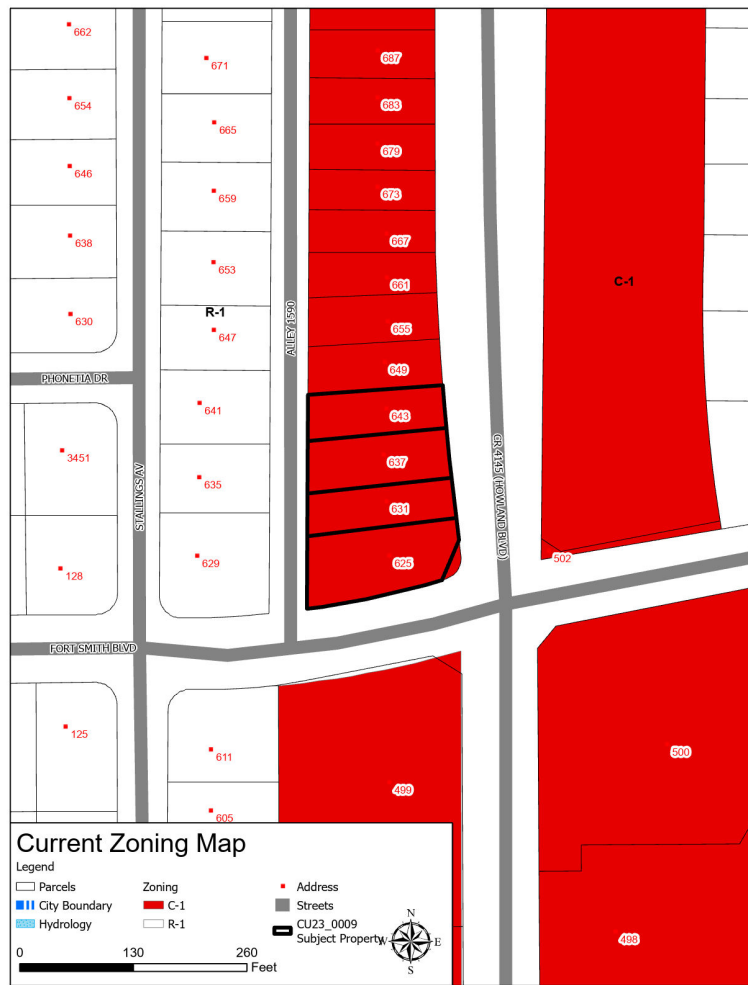 662
671
687
654
683
665
679
646
673
659
638
667
653
C-1
661
630
R-1
647
655
ALLEY 1590
649
PHONETIA DR
641
643
3451
637
CR 4145 (HOWLAND BLVD)
635
STALLINGS AV
631
629
625
502
128
FORT SMITH BLVD
125
611
500
499
605
498
Current Zoning Map
Legend
Parcels
Zoning
Address
City Boundary
C-1
Streets
Hydrology
R-1
CU23_0009
Subject Property
N
W
E
S
0
130
260
Feet